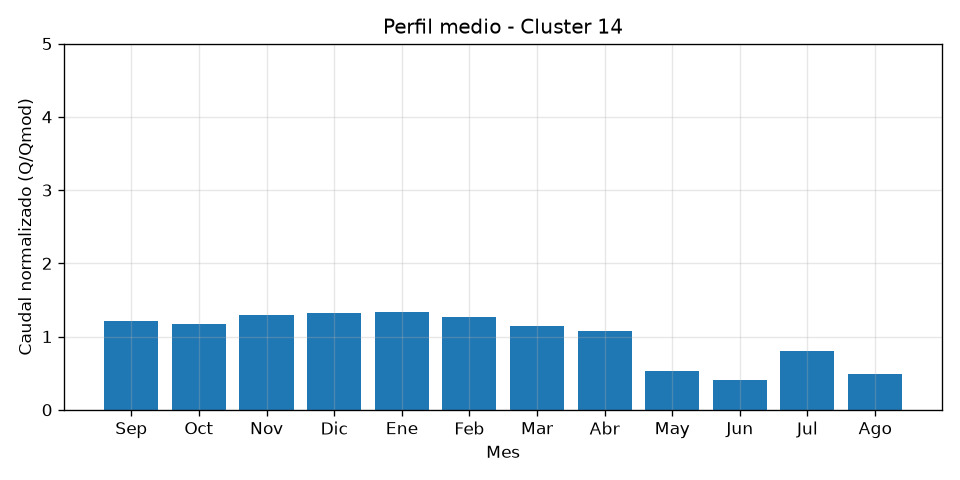 Perfil medio - Cluster 14
Caudal normalizado (Q/Qmod)
5
4
3
2
1
0
Sep Oct Nov Dic Ene Feb Mar Abr May Jun Jul Ago
Mes